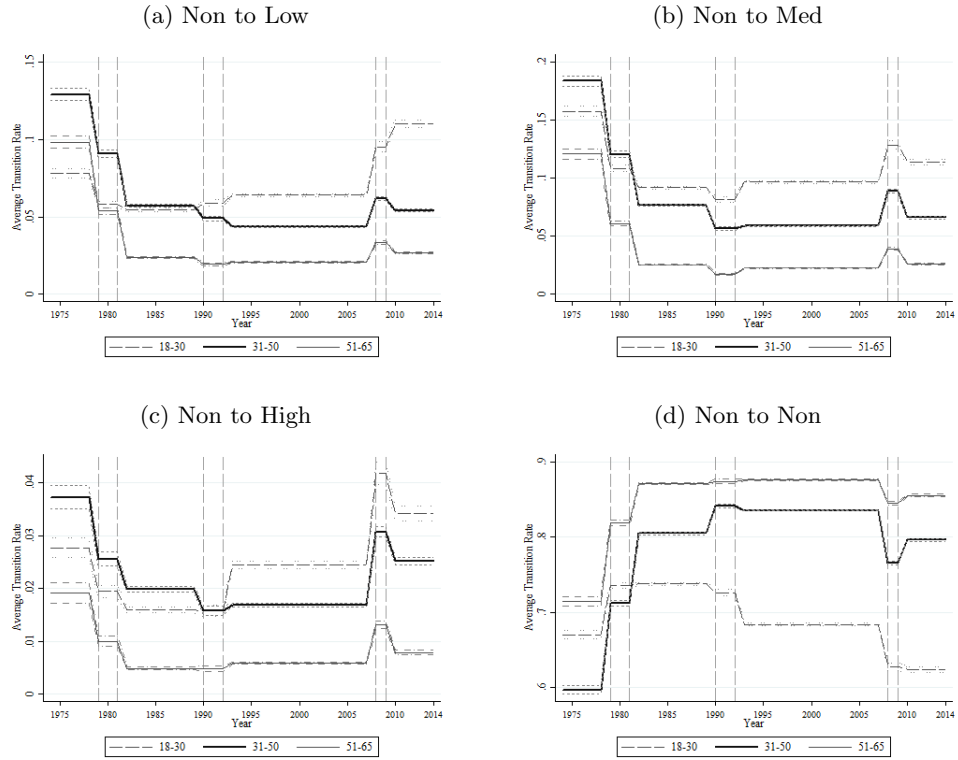 (a) Non to Low
Average Transition Rate
0 .05 .1 .15
1975 1980 1985 1990 1995 2000 2005 2010 2014
Year
18-30 31-50 51-65
(b) Non to Med
Average Transition Rate
0 .05 .1 .15 .2
1975 1980 1985 1990 1995 2000 2005 2010 2014
Year
18-30 31-50 51-65
(c) Non to High
Average Transition Rate
0 .01 .02 .03 .04
1975 1980 1985 1990 1995 2000 2005 2010 2014
Year
18-30 31-50 51-65
(d) Non to Non
Average Transition Rate
.6 .7 .8 .9
1975 1980 1985 1990 1995 2000 2005 2010 2014
Year
18-30 31-50 51-65